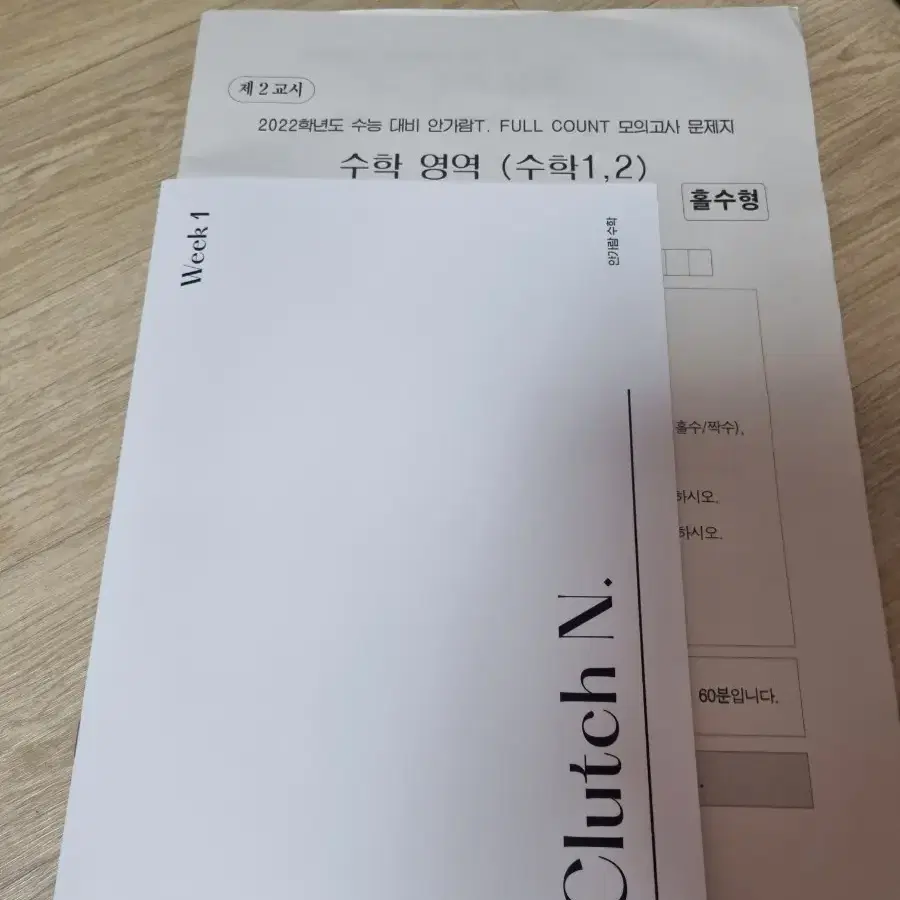 제 2 교시
2022학년도 수능 대비 안가람T. FULL COUNT 모의고사 문제지
수학 영역 (수학1,2)
홀수형
홀수/짝수),
하시오.
하시오.
60분입니다.
Week 1
안가람 수학
Clutch N.